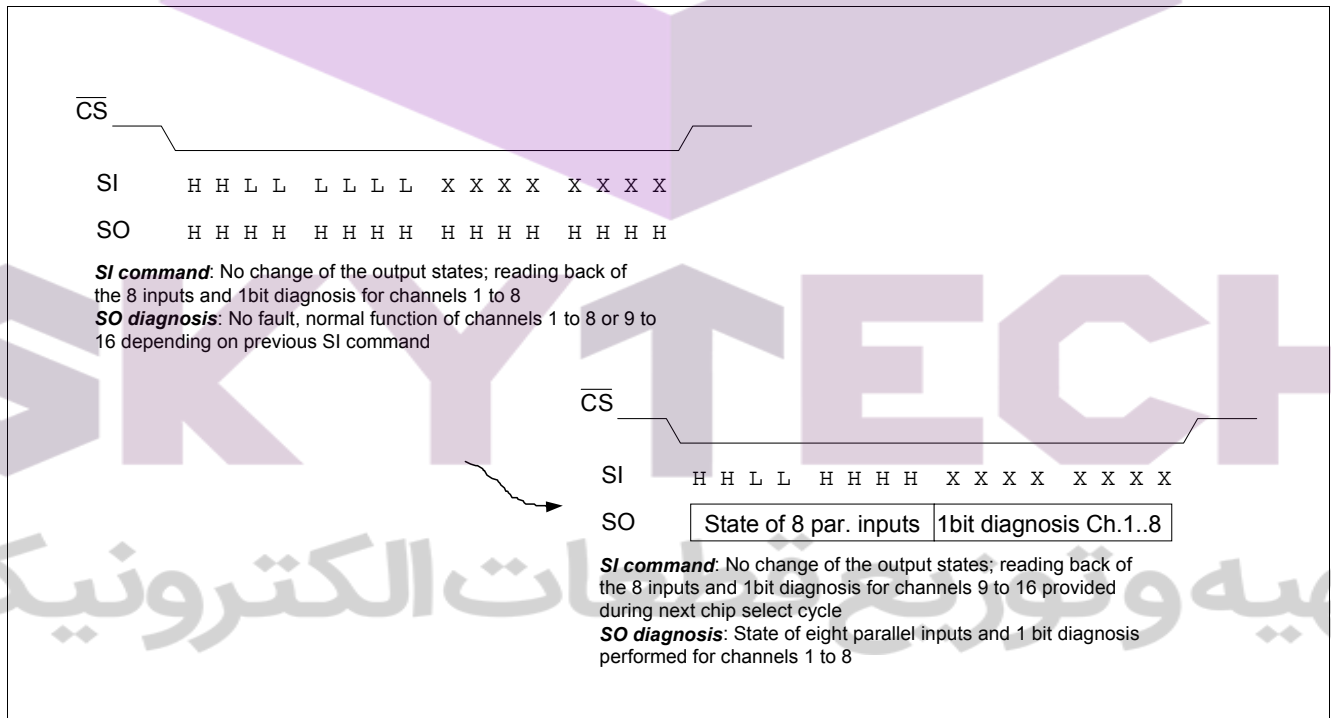 CS
SI H H L L L L L L X X X X X X X X
SO H H H H H H H H H H H H H H H H
SI command: No change of the output states; reading back of
the 8 inputs and 1bit diagnosis for channels 1 to 8
SO diagnosis: No fault, normal function of channels 1 to 8 or 9 to
16 depending on previous SI command
CS
SI H H L L H H H H X X X X X X X X
SO State of 8 par. inputs 1bit diagnosis Ch.1..8
SI command: No change of the output states; reading back of
the 8 inputs and 1bit diagnosis for channels 9 to 16 provided
during next chip select cycle
SO diagnosis: State of eight parallel inputs and 1 bit diagnosis
performed for channels 1 to 8
SKYTECH